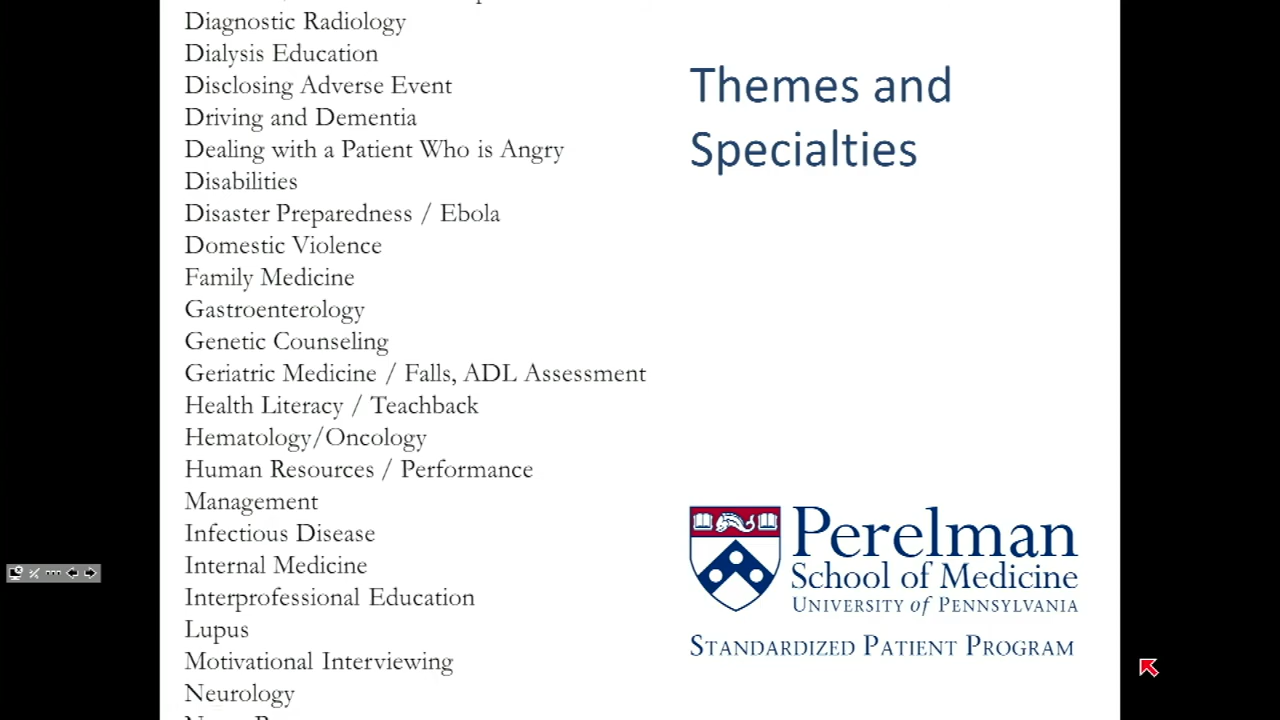 Diagnostic Radiology
Dialysis Education
Disclosing Adverse Event
Driving and Dementia
Dealing with a Patient Who is Angry
Disabilities
Disaster Preparedness / Ebola
Domestic Violence
Family Medicine
Gastroenterology
Genetic Counseling
Geriatric Medicine / Falls, ADL Assessment
Health Literacy / Teachback
Hematology/Oncology
Human Resources / Performance
Management
Infectious Disease
Internal Medicine
Interprofessional Education
Lupus
Motivational Interviewing
Neurology
Themes and
Specialties
Perelman
School of Medicine
UNIVERSITY of PENNSYLVANIA
STANDARDIZED PATIENT PROGRAM